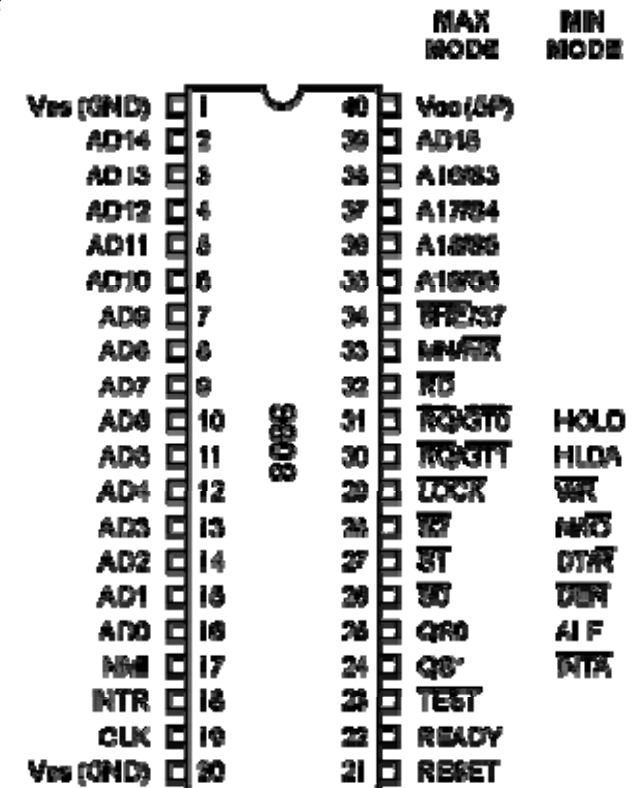 MAX MIN
MODE MODE
Vss (GND) 1 40 Vcc (5P)
AD14 2 39 AD15
AD13 3 38 A16/S3
AD12 4 37 A17/S4
AD11 5 36 A18/S5
AD10 6 35 A19/S6
AD9 7 34 BHE/S7
AD8 8 33 MN/MX
AD7 9 32 RD
AD6 10 31 RQ/GT0 HOLD
AD5 11 30 RQ/GT1 HLDA
AD4 12 29 LOCK WR
AD3 13 28 S2 M/IO
AD2 14 27 S1 DT/R
AD1 15 26 S0 DEN
AD0 16 25 QS0 ALE
NMI 17 24 QS1 INTA
INTR 18 23 TEST
CLK 19 22 READY
Vss (GND) 20 21 RESET
8086